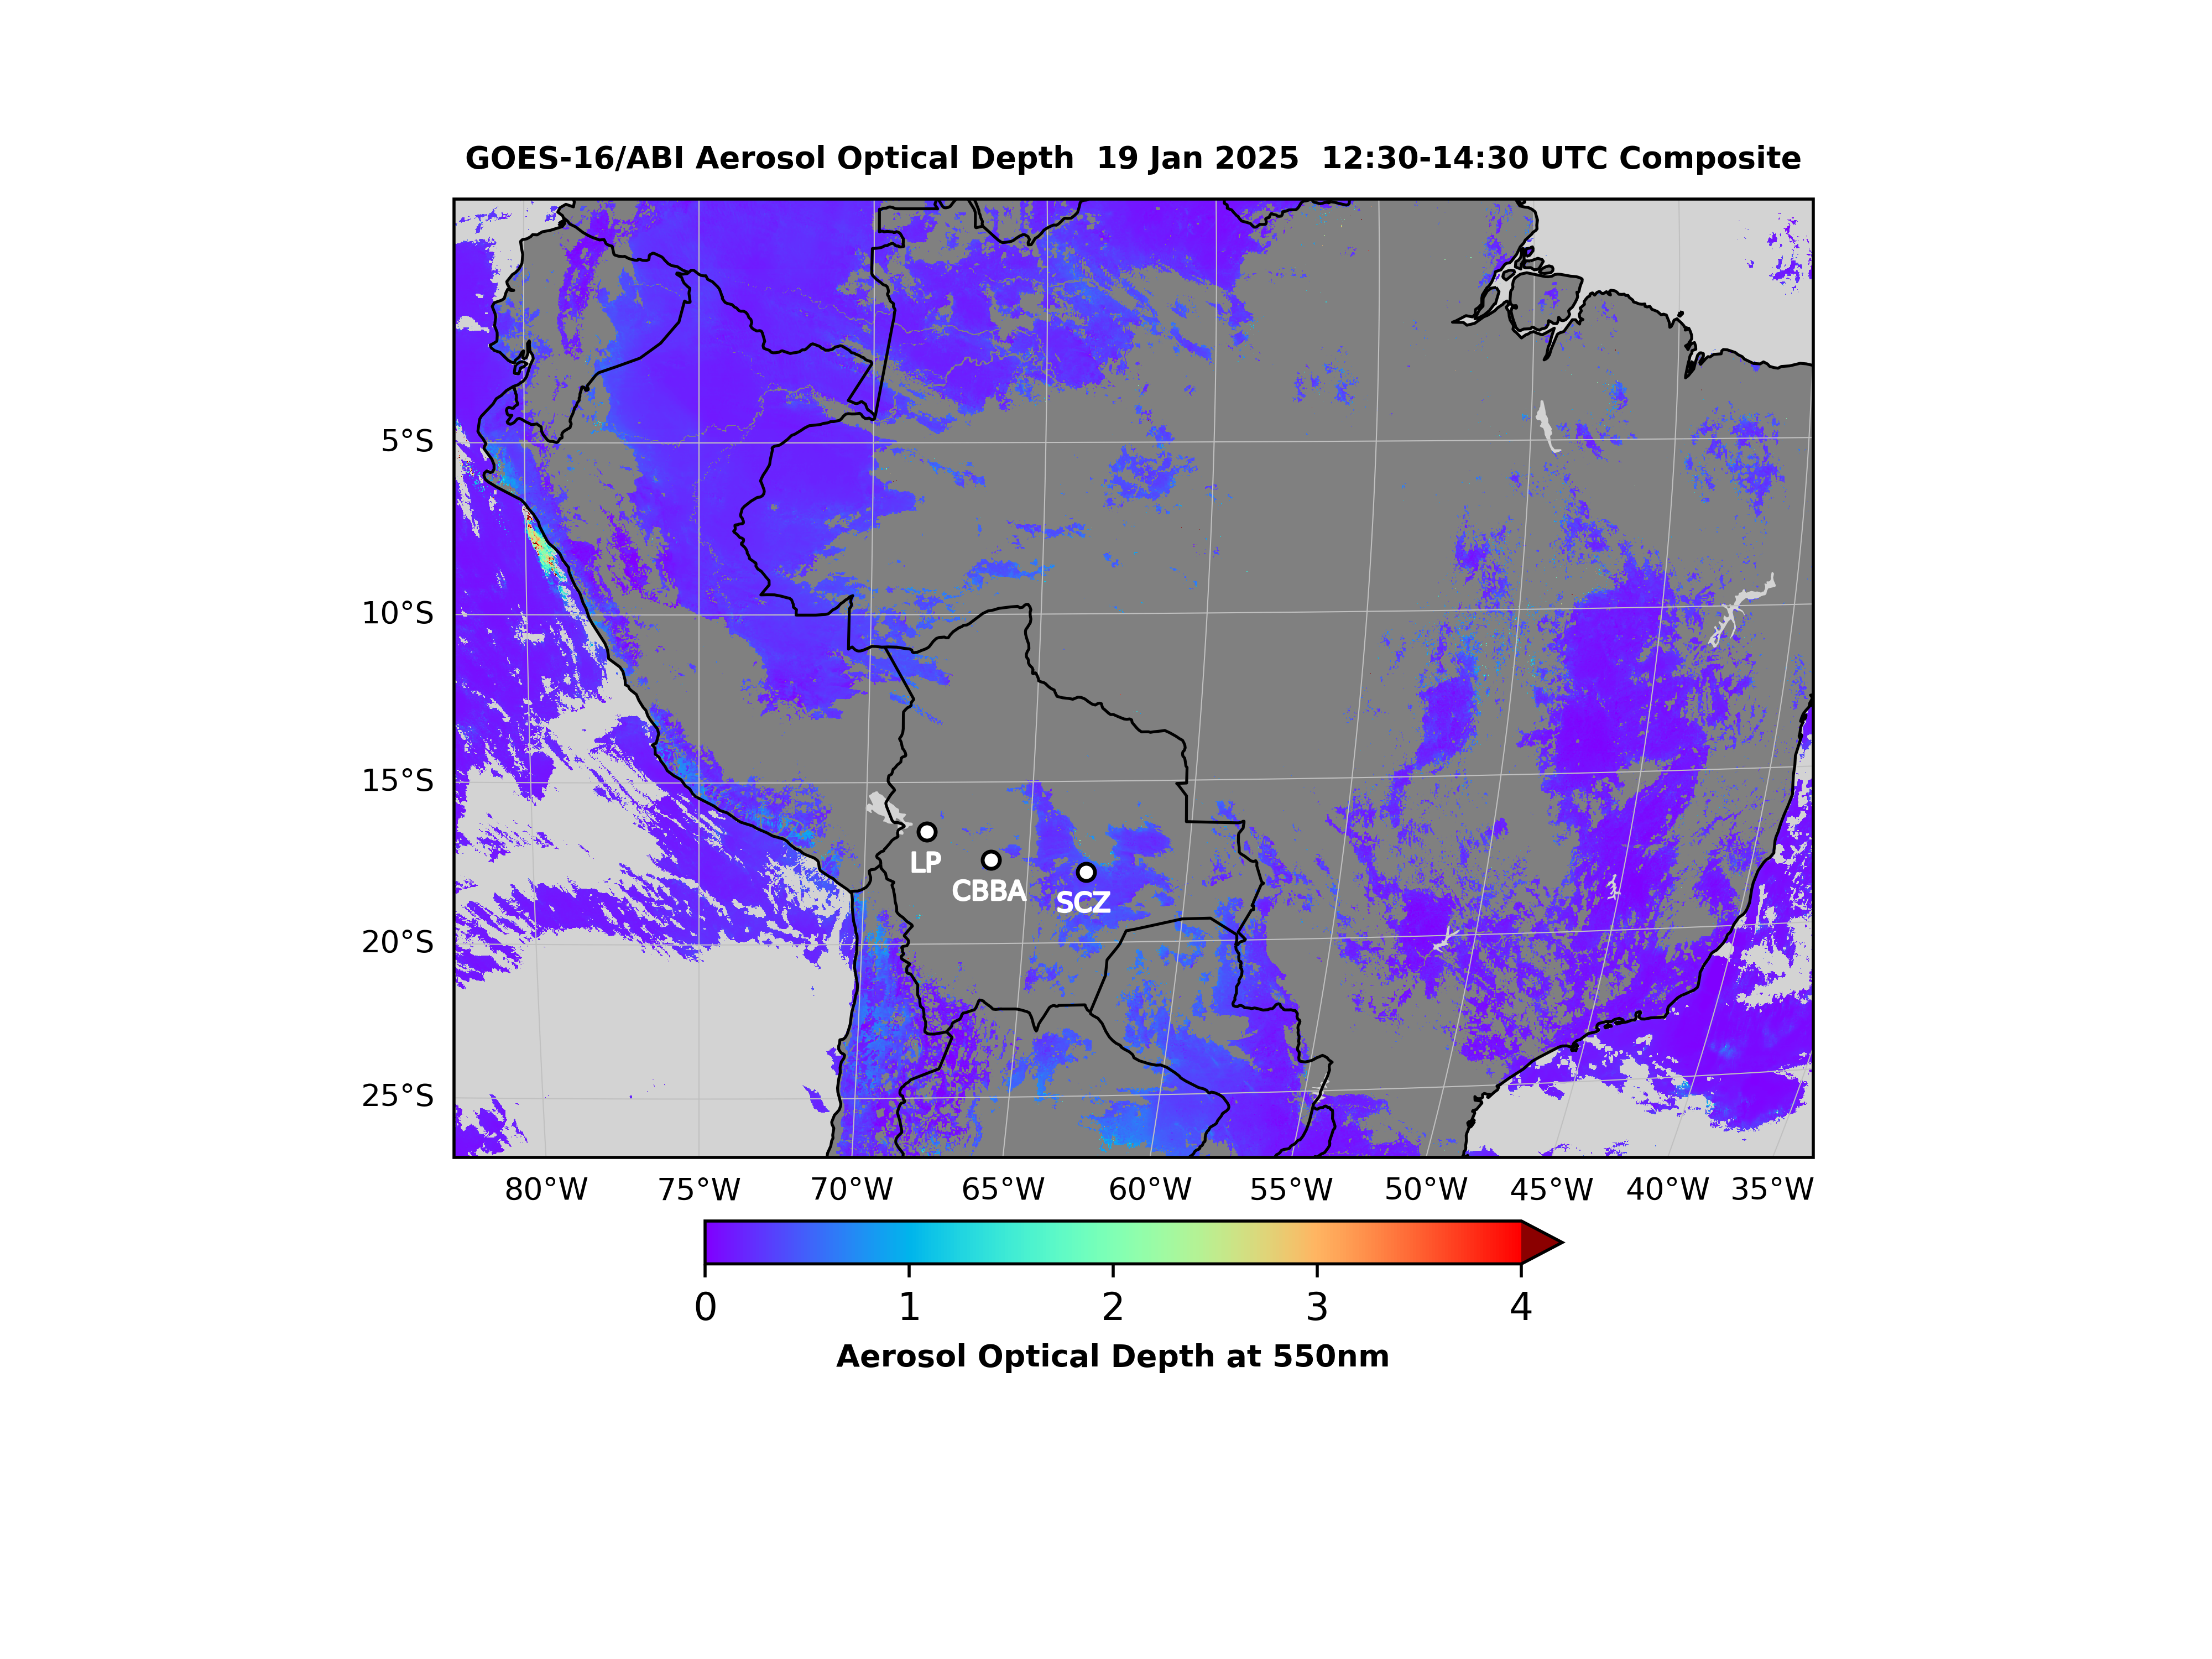 GOES-16/ABI Aerosol Optical Depth  19 Jan 2025  12:30-14:30 UTC Composite
5°S
10°S
15°S
20°S
25°S
LP
CBBA
SCZ
80°W 75°W 70°W 65°W 60°W 55°W 50°W 45°W 40°W 35°W
0 1 2 3 4
Aerosol Optical Depth at 550nm